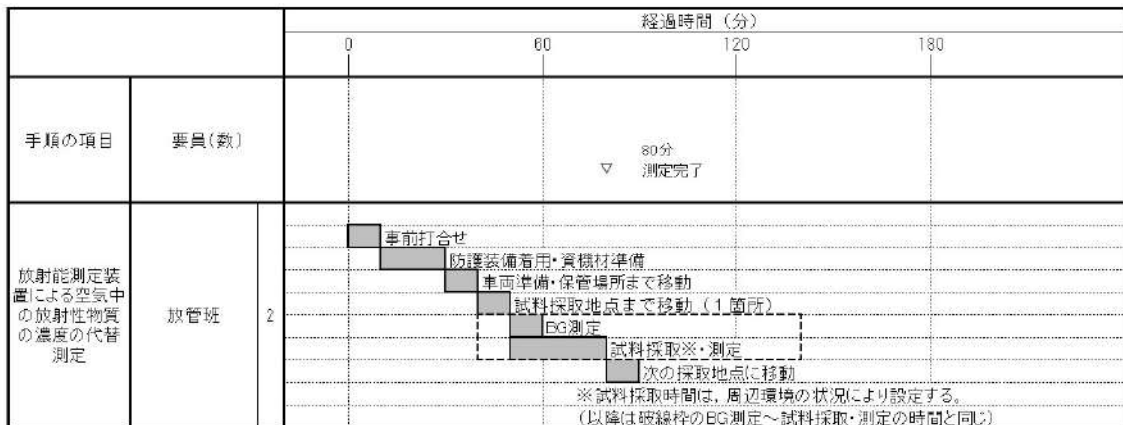 経過時間（分）
0 60 120 180
手順の項目 要員(数)
80分
▽ 測定完了
事前打合せ
防護装備着用・資機材準備
車両準備・保管場所まで移動
試料採取地点まで移動（１箇所）
BG測定
試料採取※・測定
次の採取地点に移動
※試料採取時間は，周辺環境の状況により設定する。
（以降は破線枠のBG測定～試料採取・測定の時間と同じ）
放射能測定装
置による空気中
の放射性物質
の濃度の代替
測定
放管班 2